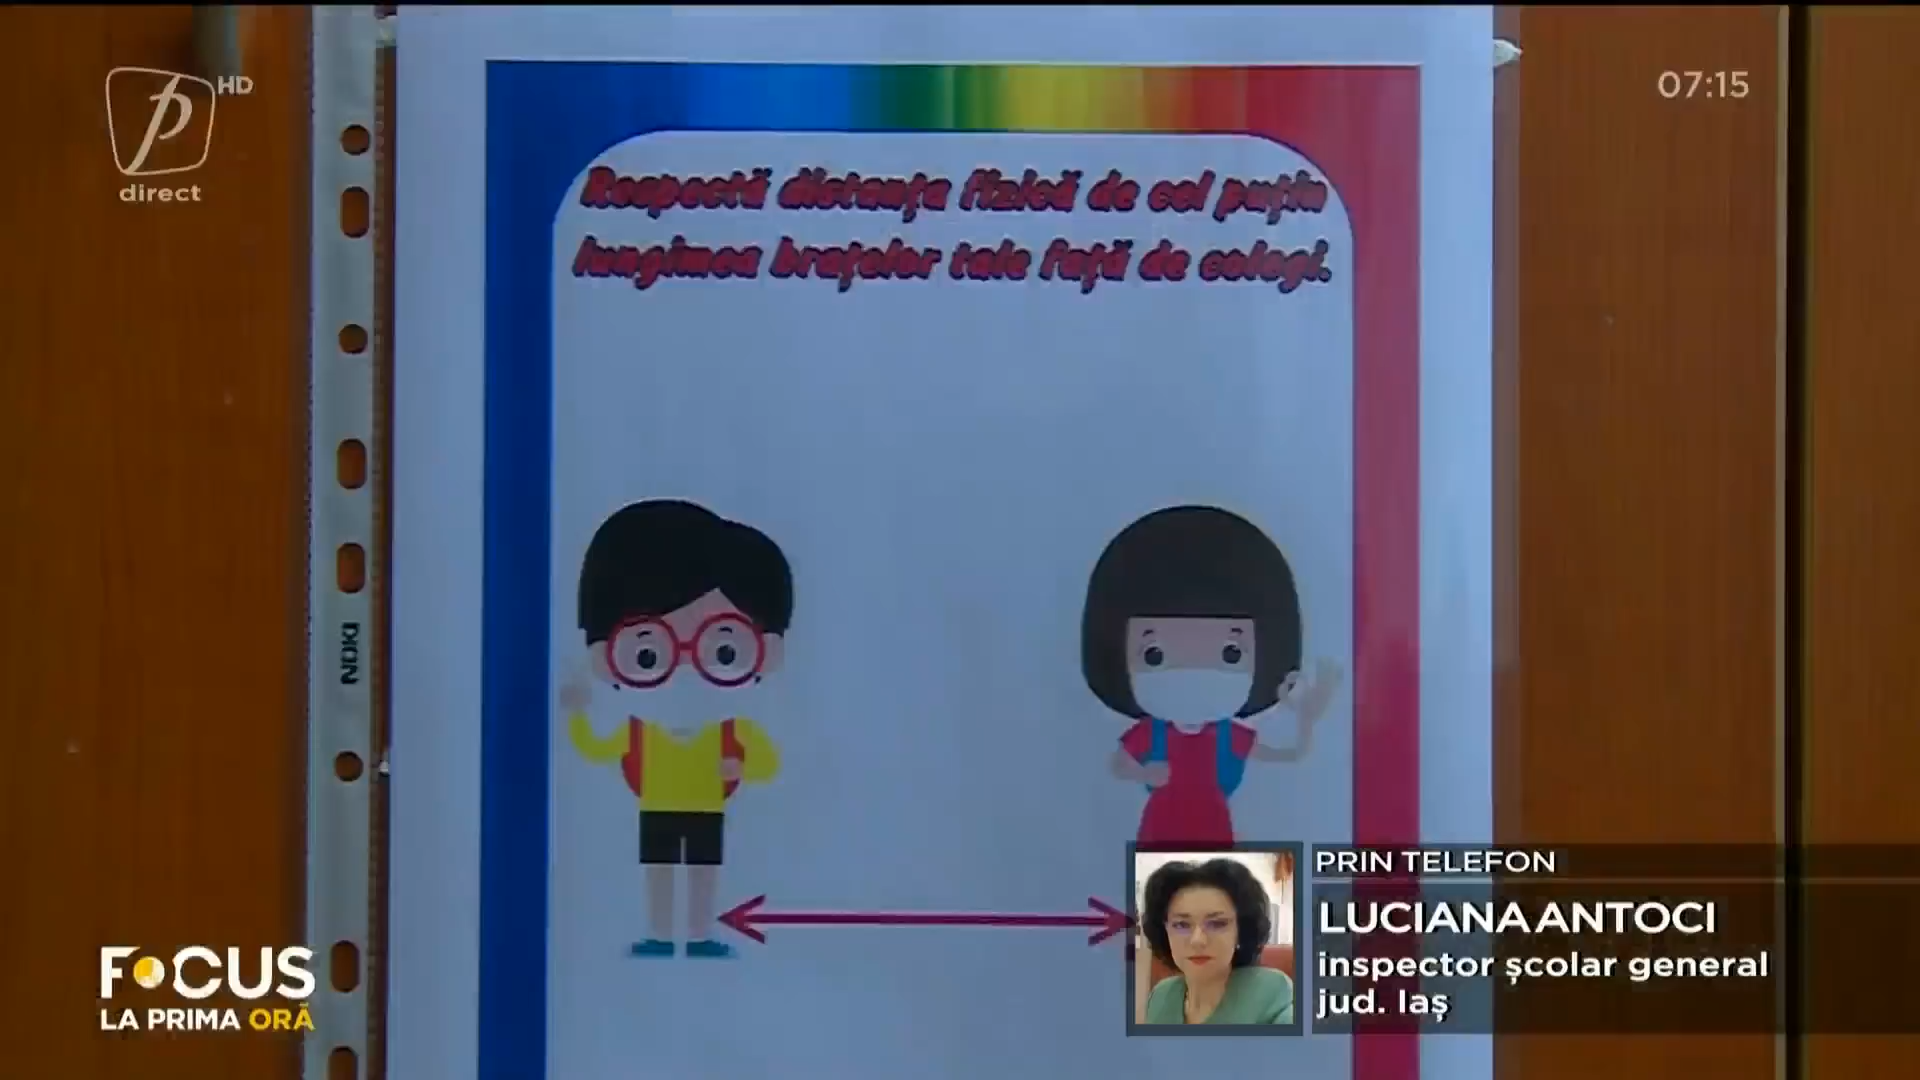 HD
direct
07:15
Respectă distanța fizică de cel puțin
lungimea brațelor tale față de colegi.
NOKI
PRIN TELEFON
LUCIANA ANTOCI
inspector școlar general
jud. Iaș
FOCUS
LA PRIMA ORĂ